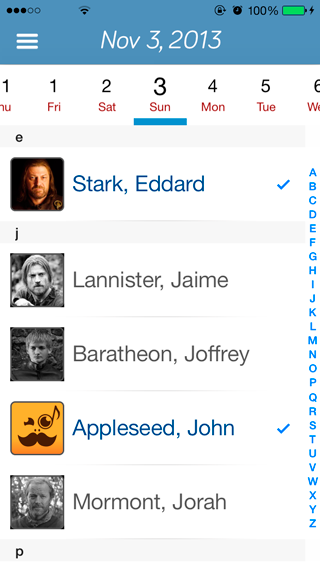 100%
Nov 3, 2013
1 1 2 3 4 5 6
hu Fri Sat Sun Mon Tue We
e
Stark, Eddard
j
Lannister, Jaime
Baratheon, Joffrey
Appleseed, John
Mormont, Jorah
p
A
B
C
D
E
F
G
H
I
J
K
L
M
N
O
P
Q
R
S
T
U
V
W
X
Y
Z